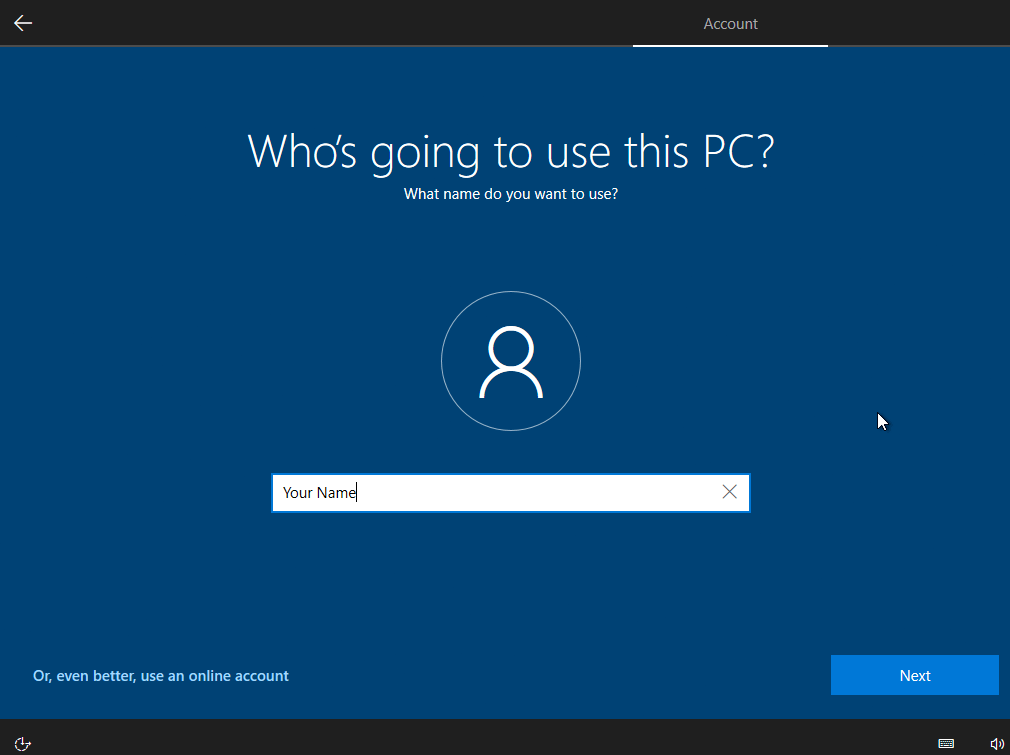 Account
Who's going to use this PC?
What name do you want to use?
Your Name
Or, even better, use an online account
Next